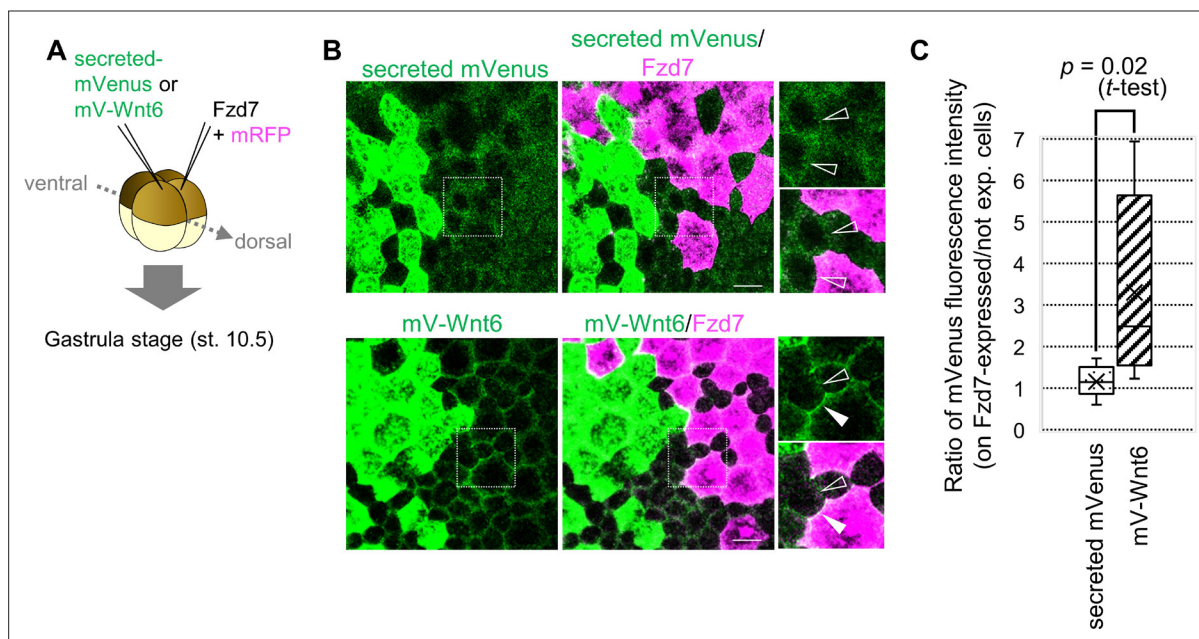 A
secreted-
mVenus or
mV-Wnt6
Fzd7
+ mRFP
ventral
dorsal
Gastrula stage (st. 10.5)
B
secreted mVenus
secreted mVenus/
Fzd7
mV-Wnt6
mV-Wnt6/Fzd7
C
p = 0.02
(t-test)
Ratio of mVenus fluorescence intensity
(on Fzd7-expressed/not exp. cells)
7
6
5
4
3
2
1
0
secreted mVenus
mV-Wnt6